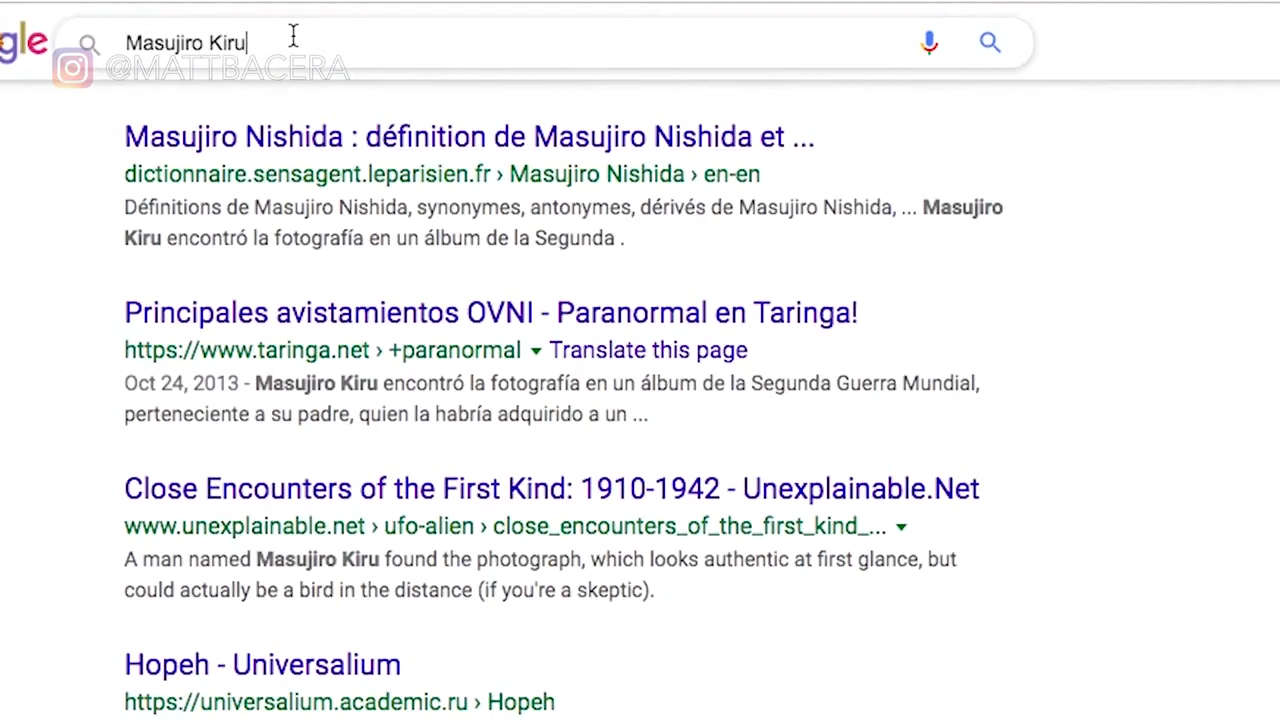 gle Masujiro Kiru
@MATTBACERA
Masujiro Nishida : définition de Masujiro Nishida et ...
dictionnaire.sensagent.leparisien.fr › Masujiro Nishida › en-en
Définitions de Masujiro Nishida, synonymes, antonymes, dérivés de Masujiro Nishida, ... Masujiro
Kiru encontró la fotografía en un álbum de la Segunda .
Principales avistamientos OVNI - Paranormal en Taringa!
https://www.taringa.net › +paranormal ▾ Translate this page
Oct 24, 2013 - Masujiro Kiru encontró la fotografía en un álbum de la Segunda Guerra Mundial,
perteneciente a su padre, quien la habría adquirido a un ...
Close Encounters of the First Kind: 1910-1942 - Unexplainable.Net
www.unexplainable.net › ufo-alien › close_encounters_of_the_first_kind_... ▾
A man named Masujiro Kiru found the photograph, which looks authentic at first glance, but
could actually be a bird in the distance (if you're a skeptic).
Hopeh - Universalium
https://universalium.academic.ru › Hopeh